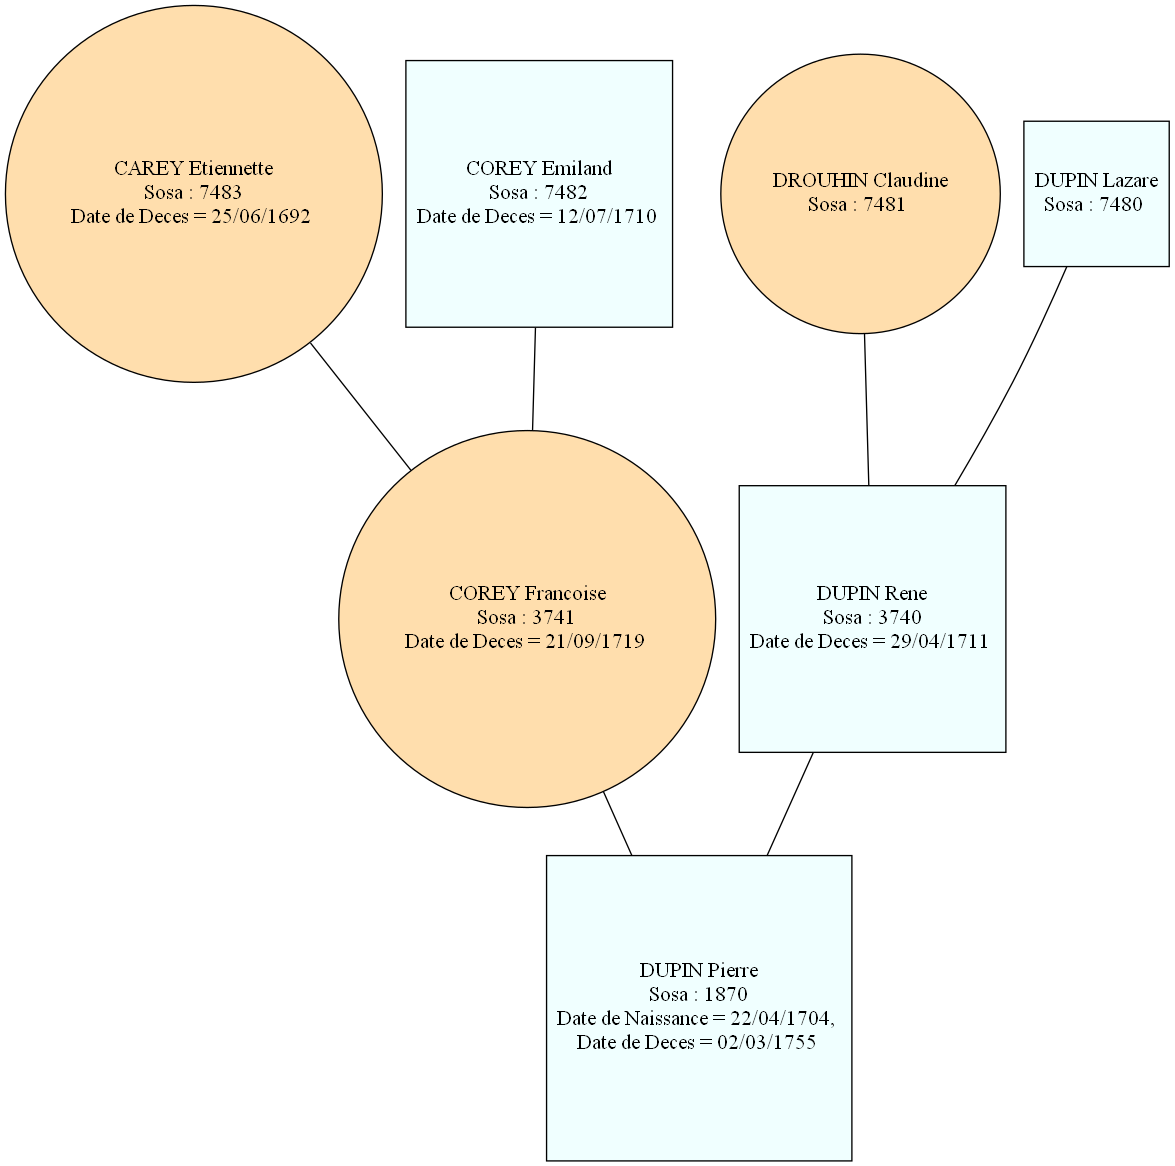 CAREY Etiennette
Sosa : 7483
Date de Deces = 25/06/1692
COREY Emiland
Sosa : 7482
Date de Deces = 12/07/1710
DROUHIN Claudine
Sosa : 7481
DUPIN Lazare
Sosa : 7480
COREY Francoise
Sosa : 3741
Date de Deces = 21/09/1719
DUPIN Rene
Sosa : 3740
Date de Deces = 29/04/1711
DUPIN Pierre
Sosa : 1870
Date de Naissance = 22/04/1704,
Date de Deces = 02/03/1755